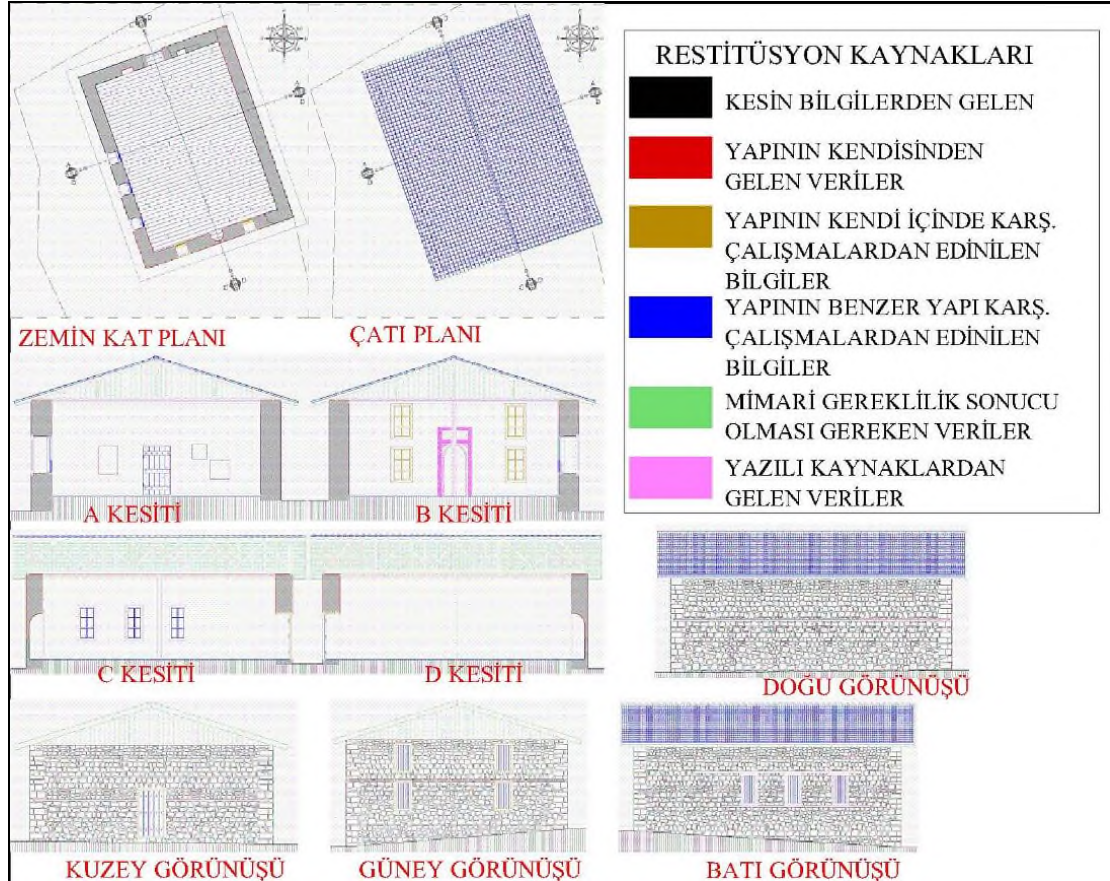 RESTİTÜSYON KAYNAKLARI
KESİN BİLGİLERDEN GELEN
YAPININ KENDİSİNDEN
GELEN VERİLER
YAPININ KENDİ İÇİNDE KARŞ.
ÇALIŞMALARDAN EDİNİLEN
BİLGİLER
YAPININ BENZER YAPI KARŞ.
ÇALIŞMALARDAN EDİNİLEN
BİLGİLER
MİMARİ GEREKLİLİK SONUCU
OLMASI GEREKEN VERİLER
YAZILI KAYNAKLARDAN
GELEN VERİLER
ZEMİN KAT PLANI
ÇATI PLANI
A KESİTİ
B KESİTİ
C KESİTİ
D KESİTİ
DOĞU GÖRÜNÜŞÜ
KUZEY GÖRÜNÜŞÜ
GÜNEY GÖRÜNÜŞÜ
BATI GÖRÜNÜŞÜ